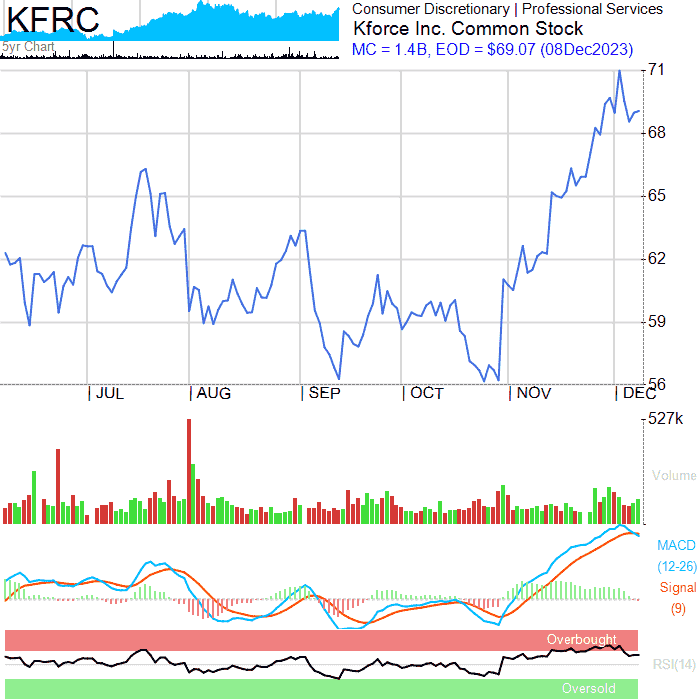 KFRC
5yr Chart
Consumer Discretionary | Professional Services
Kforce Inc. Common Stock
MC = 1.4B, EOD = $69.07 (08Dec2023)
71
68
65
62
59
56
JUL AUG SEP OCT NOV DEC
527k
Volume
MACD
(12-26)
Signal
(9)
Overbought
RSI(14)
Oversold